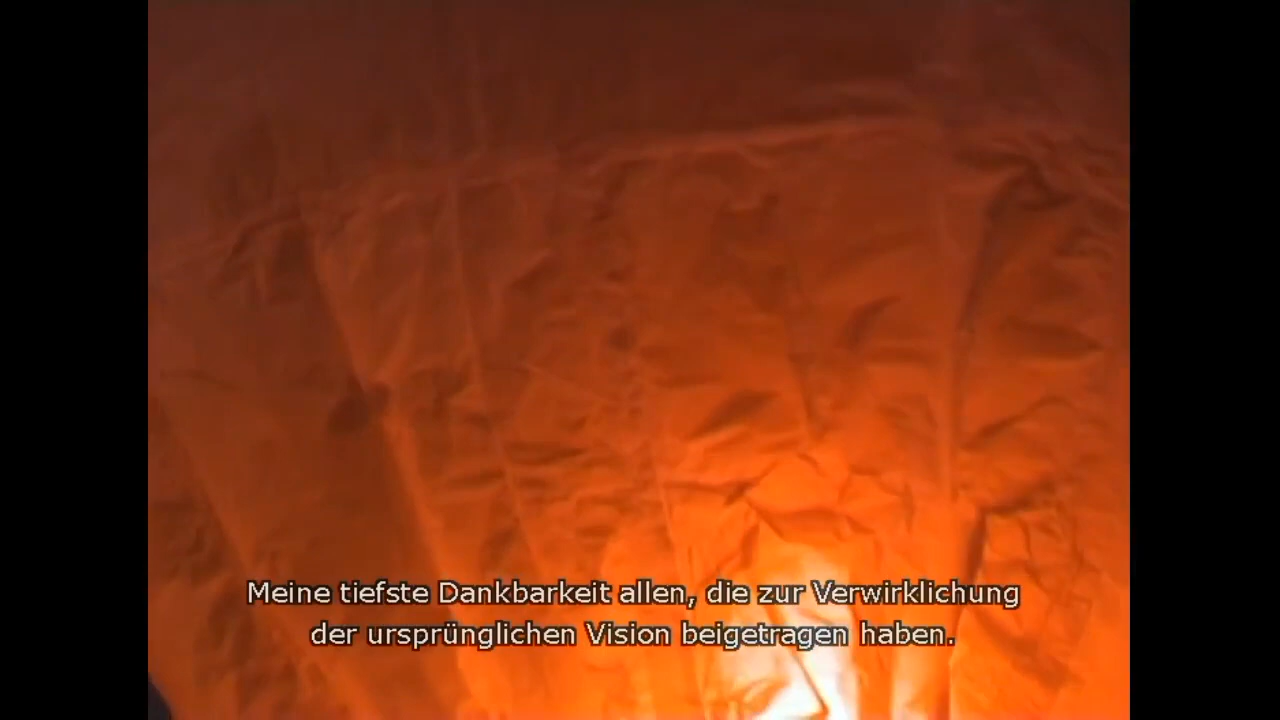 Meine tiefste Dankbarkeit allen, die zur Verwirklichung
der ursprünglichen Vision beigetragen haben.